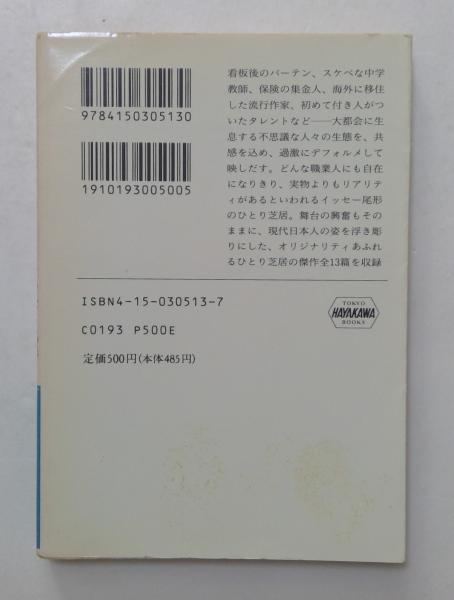 看板後のバーテン、スケベな中学
教師、保険の集金人、海外に移住
した流行作家、初めて付き人がつ
いたタレントなど──大都会に生
息する不思議な人々の生態を、共
感を込め、過激にデフォルメして
映しだす。どんな職業人にも自在
になりきり、実物よりもリアリテ
ィがあるといわれるイッセー尾形
のひとり芝居。舞台の興奮もその
ままに、現代日本人の姿を浮き彫
りにした、オリジナリティあふれ
るひとり芝居の傑作全13篇を収録
9784150305130
1910193005005
ISBN4-15-030513-7
C0193 P500E
定価500円(本体485円)
TOKYO
HAYAKAWA
BOOKS